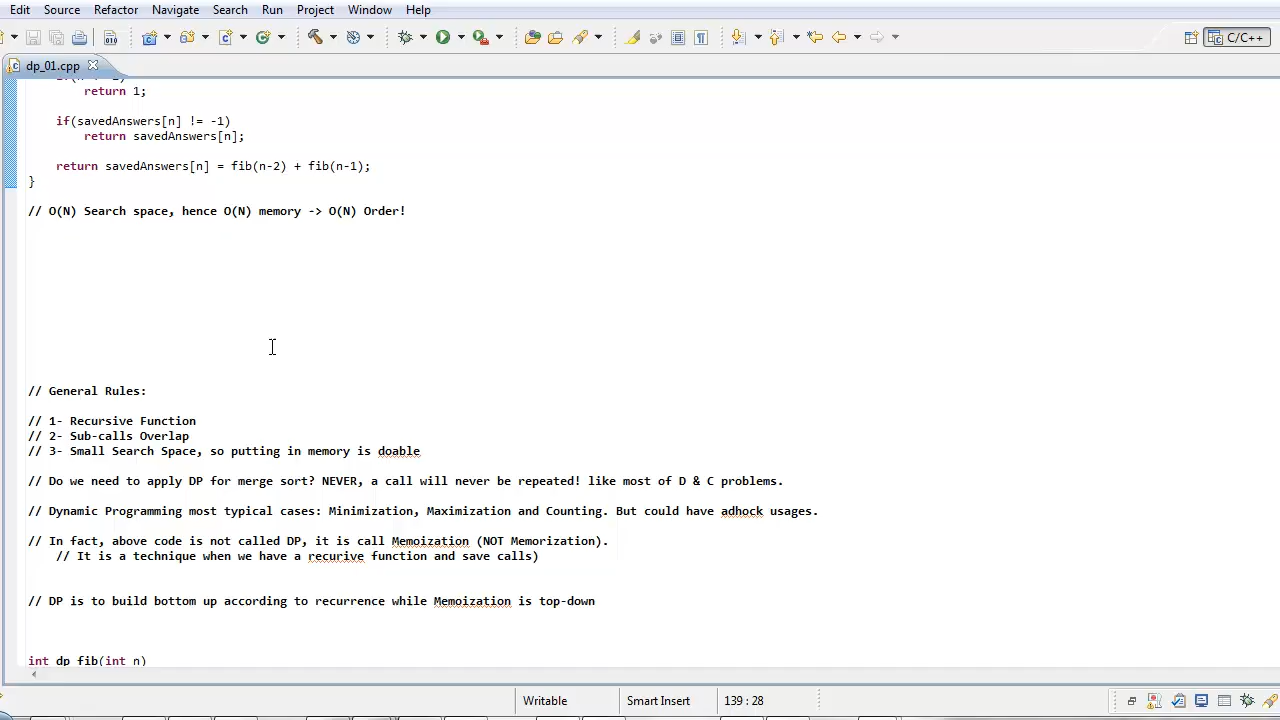 Edit Source Refactor Navigate Search Run Project Window Help
C/C++
dp_01.cpp
return 1;
if(savedAnswers[n] != -1)
return savedAnswers[n];
return savedAnswers[n] = fib(n-2) + fib(n-1);
}
// O(N) Search space, hence O(N) memory -> O(N) Order!
// General Rules:
// 1- Recursive Function
// 2- Sub-calls Overlap
// 3- Small Search Space, so putting in memory is doable
// Do we need to apply DP for merge sort? NEVER, a call will never be repeated! like most of D & C problems.
// Dynamic Programming most typical cases: Minimization, Maximization and Counting. But could have adhock usages.
// In fact, above code is not called DP, it is call Memoization (NOT Memorization).
// It is a technique when we have a recurive function and save calls)
// DP is to build bottom up according to recurrence while Memoization is top-down
int dp_fib(int n)
Writable Smart Insert 139 : 28